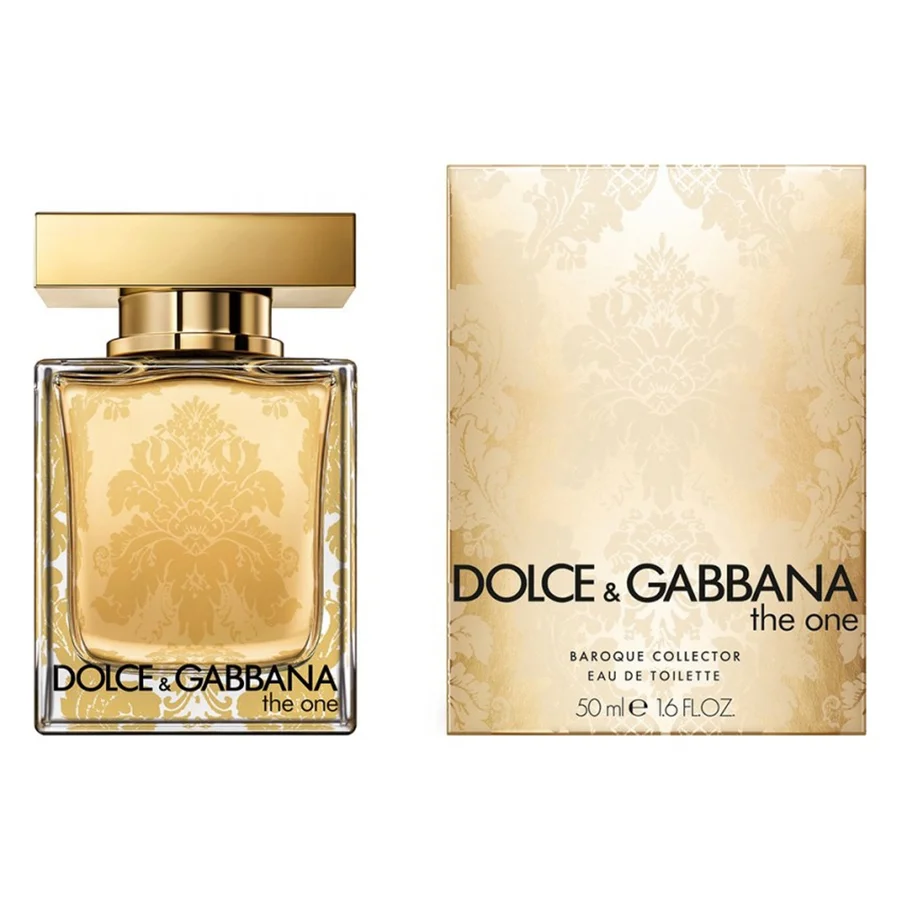 DOLCE & GABBANA
the one
DOLCE & GABBANA
the one
BAROQUE COLLECTOR
EAU DE TOILETTE
50 ml ℮ 1.6 FL.OZ.